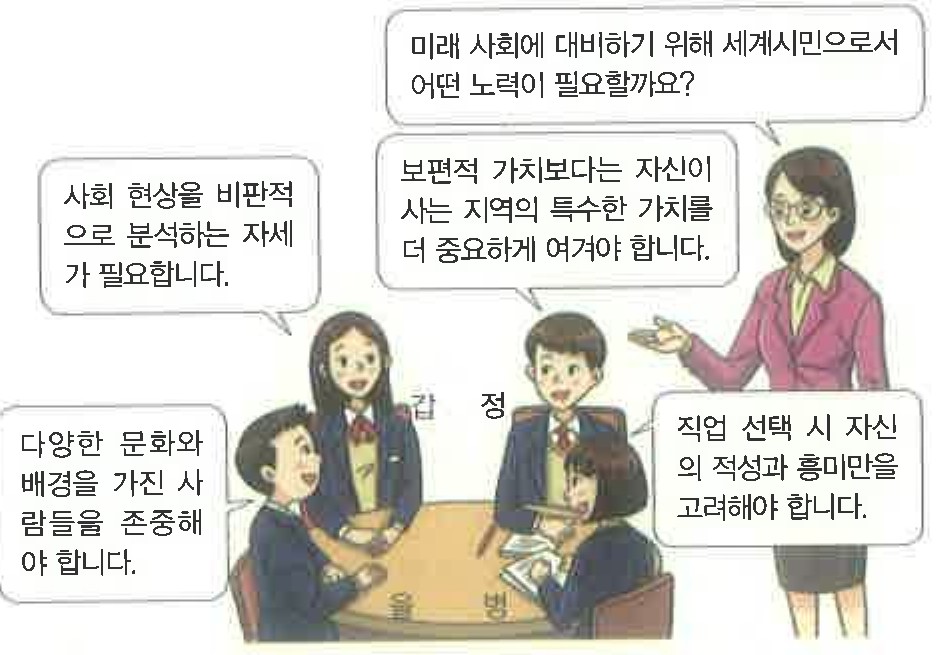 미래 사회에 대비하기 위해 세계시민으로서
어떤 노력이 필요할까요?
사회 현상을 비판적
으로 분석하는 자세
가 필요합니다.
보편적 가치보다는 자신이
사는 지역의 특수한 가치를
더 중요하게 여겨야 합니다.
갑
정
다양한 문화와
배경을 가진 사
람들을 존중해
야 합니다.
직업 선택 시 자신
의 적성과 흥미만을
고려해야 합니다.
을
병